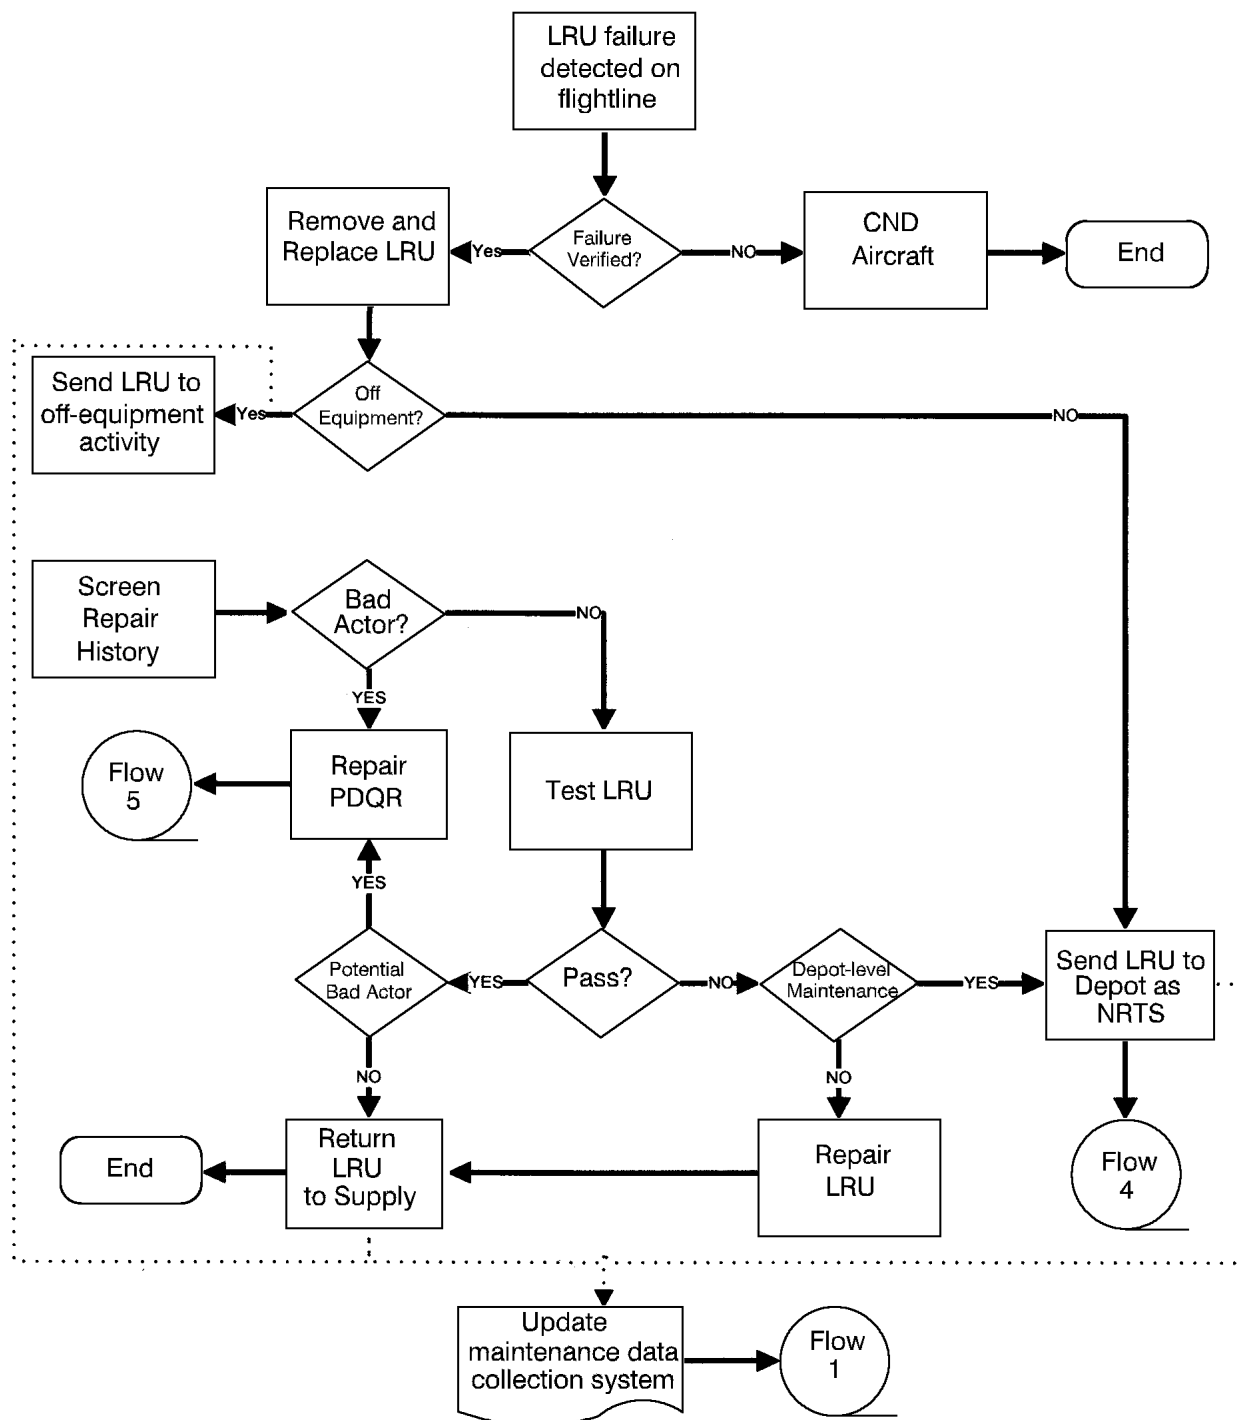 LRU failure
detected on
flightline
Remove and
Replace LRU
Yes
Failure
Verified?
NO
CND
Aircraft
End
Send LRU to
off-equipment
activity
Yes
Off
Equipment?
NO
Screen
Repair
History
Bad
Actor?
NO
YES
Flow
5
Repair
PDQR
Test LRU
YES
Potential
Bad Actor
YES
Pass?
NO
Depot-level
Maintenance
YES
Send LRU to
Depot as
NRTS
NO
NO
End
Return
LRU
to Supply
Repair
LRU
Flow
4
Update
maintenance data
collection system
Flow
1